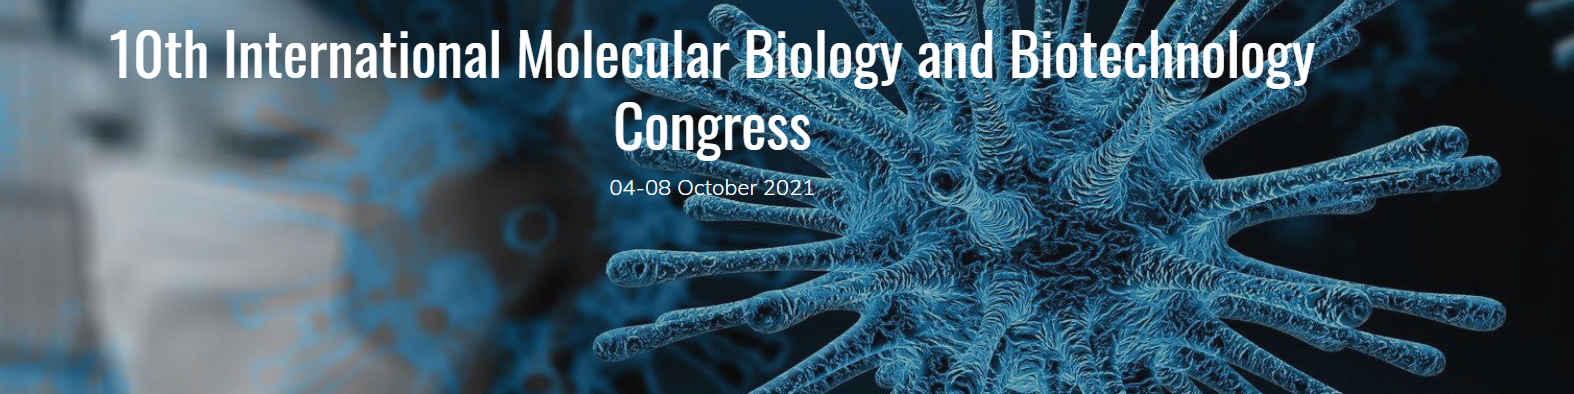 10th International Molecular Biology and Biotechnology
Congress
04-08 October 2021